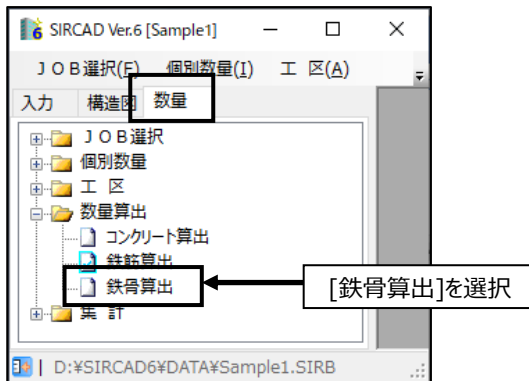 SIRCAD Ver.6 [Sample1]
JOB選択(F) 個別数量(I) 工 区(A)
入力 構造図 数量
JOB選択
個別数量
工 区
数量算出
コンクリート算出
鉄筋算出
鉄骨算出
[鉄骨算出]を選択
集 計
D:¥SIRCAD6¥DATA¥Sample1.SIRB